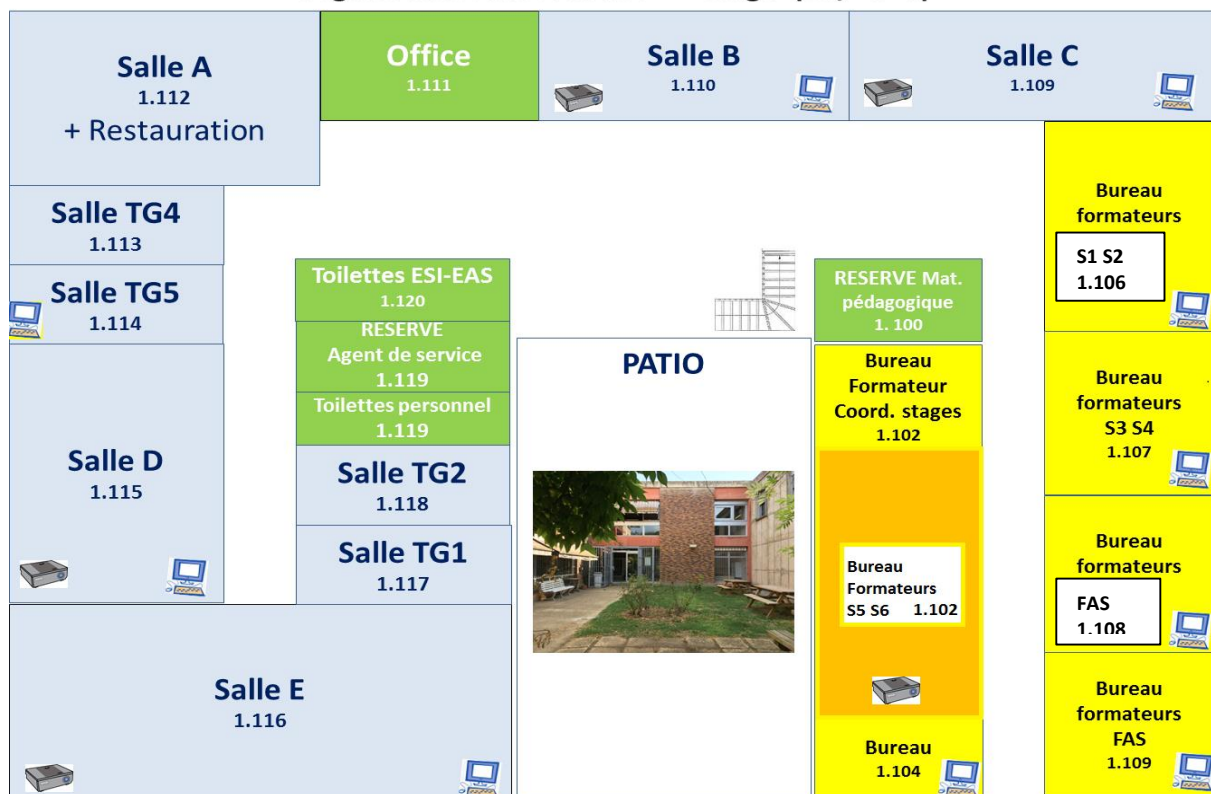 Salle A
1.112
+ Restauration
Office
1.111
Salle B
1.110
Salle C
1.109
Salle TG4
1.113
Salle TG5
1.114
Salle D
1.115
Salle E
1.116
Toilettes ESI-EAS
1.120
RESERVE
Agent de service
1.119
Toilettes personnel
1.119
Salle TG2
1.118
Salle TG1
1.117
PATIO
RESERVE Mat.
pédagogique
1. 100
Bureau
Formateur
Coord. stages
1.102
Bureau
Formateurs
S5 S6 1.102
Bureau
1.104
Bureau
formateurs
S1 S2
1.106
Bureau
formateurs
S3 S4
1.107
Bureau
formateurs
FAS
1.108
Bureau
formateurs
FAS
1.109